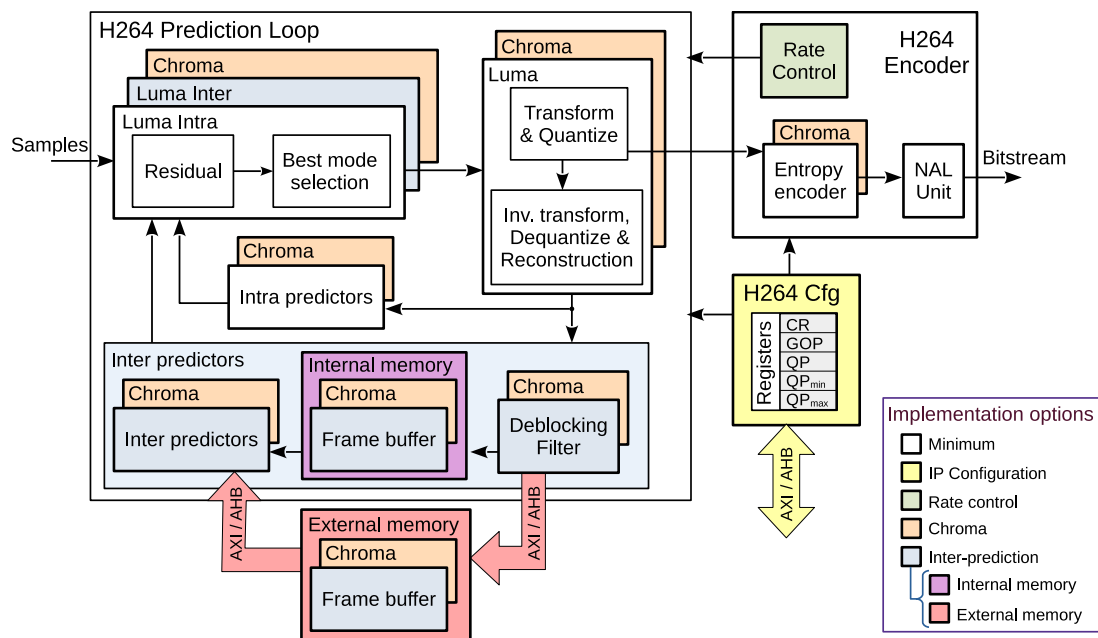 H264 Prediction Loop
Chroma
Luma Inter
Luma Intra
Residual
Best mode
selection
Samples
Chroma
Luma
Transform
& Quantize
Inv. transform,
Dequantize &
Reconstruction
Rate
Control
H264
Encoder
Chroma
Entropy
encoder
NAL
Unit
Bitstream
Chroma
Intra predictors
H264 Cfg
Registers
CR
GOP
QP
QPmin
QPmax
AXI / AHB
Inter predictors
Chroma
Inter predictors
Internal memory
Chroma
Frame buffer
Chroma
Deblocking
Filter
AXI / AHB
AXI / AHB
External memory
Chroma
Frame buffer
Implementation options
Minimum
IP Configuration
Rate control
Chroma
Inter-prediction
Internal memory
External memory